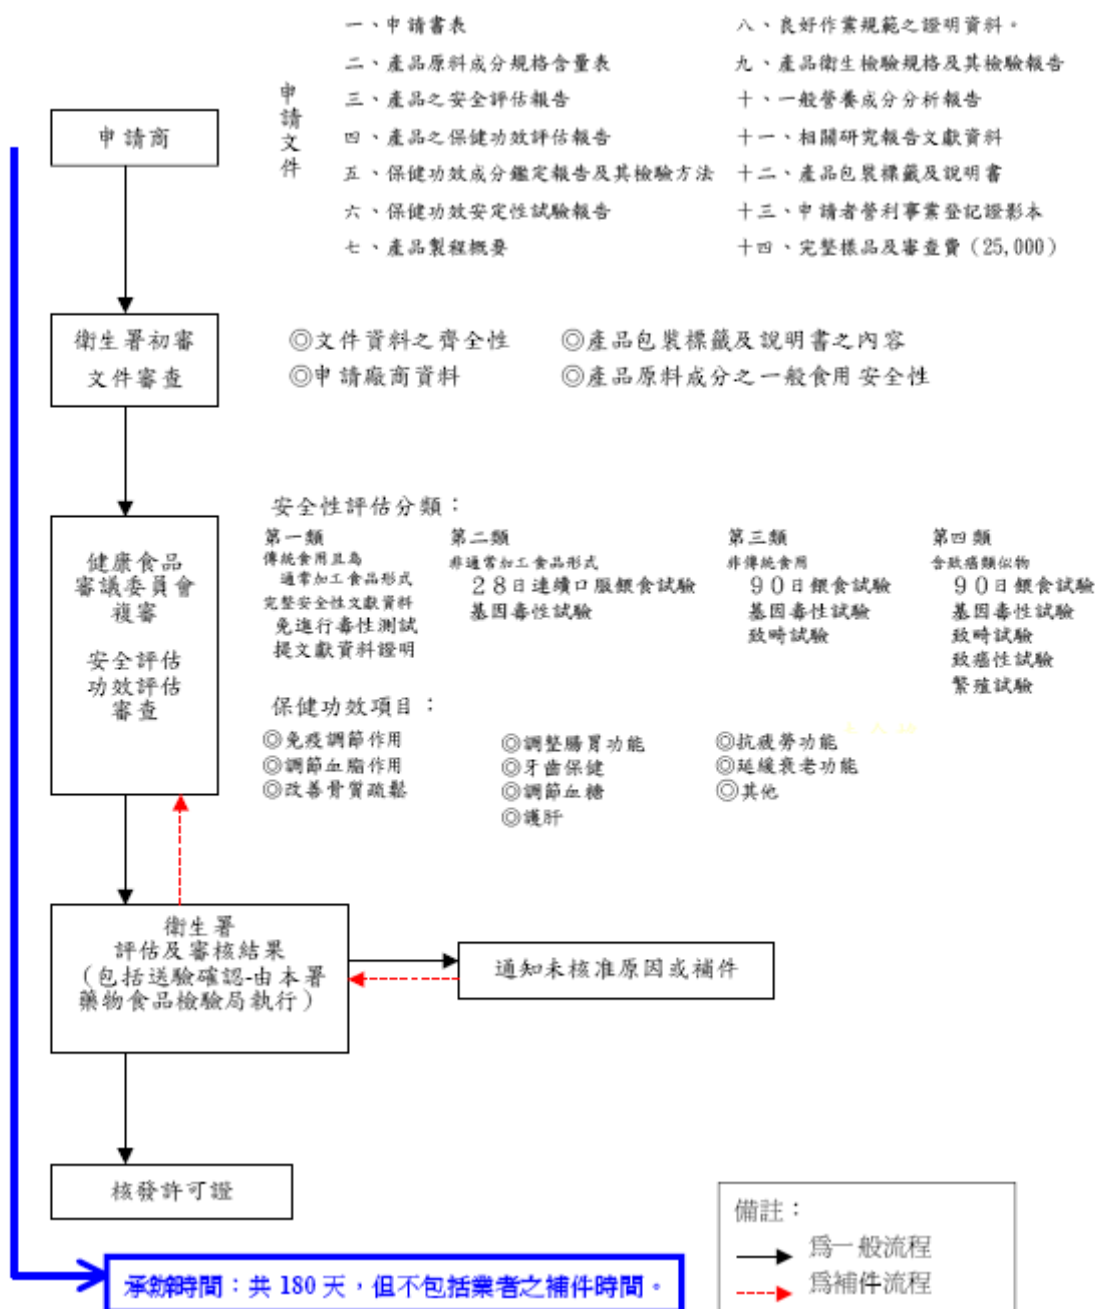 申請商
申請文件
一、申請書表
二、產品原料成分規格含量表
三、產品之安全評估報告
四、產品之保健功效評估報告
五、保健功效成分鑑定報告及其檢驗方法
六、保健功效安定性試驗報告
七、產品製程概要
八、良好作業規範之證明資料。
九、產品衛生檢驗規格及其檢驗報告
十、一般營養成分分析報告
十一、相關研究報告文獻資料
十二、產品包裝標籤及說明書
十三、申請者營利事業登記證影本
十四、完整樣品及審查費（25,000）
衛生署初審
文件審查
◎文件資料之齊全性
◎產品包裝標籤及說明書之內容
◎申請廠商資料
◎產品原料成分之一般食用安全性
健康食品
審議委員會
複審
安全評估
功效評估
審查
安全性評估分類：
第一類
傳統食用且為
通常加工食品形式
完整安全性文獻資料
免進行毒性測試
提文獻資料證明
第二類
非通常加工食品形式
28日連續口服餵食試驗
基因毒性試驗
第三類
非傳統食用
90日餵食試驗
基因毒性試驗
致畸試驗
第四類
含致癌類似物
90日餵食試驗
基因毒性試驗
致畸試驗
致癌性試驗
繁殖試驗
保健功效項目：
◎免疫調節作用
◎調節血脂作用
◎改善骨質疏鬆
◎調整腸胃功能
◎牙齒保健
◎調節血糖
◎護肝
◎抗疲勞功能
◎延緩衰老功能
◎其他
衛生署
評估及審核結果
（包括送驗確認-由本署
藥物食品檢驗局執行）
通知未核准原因或補件
核發許可證
備註：
為一般流程
為補件流程
承辦時間：共 180 天，但不包括業者之補件時間。